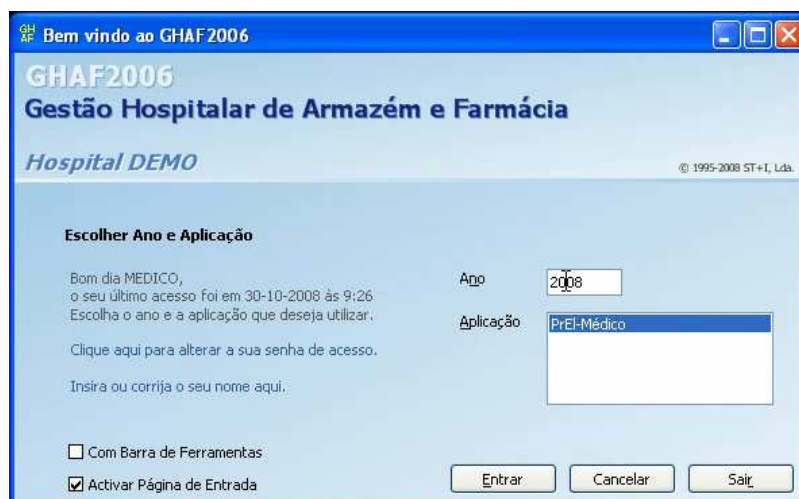 GH
AF Bem vindo ao GHAF2006
GHAF2006
Gestão Hospitalar de Armazém e Farmácia
Hospital DEMO
© 1995-2008 ST+I, Lda.
Escolher Ano e Aplicação
Bom dia MEDICO,
o seu último acesso foi em 30-10-2008 às 9:26
Escolha o ano e a aplicação que deseja utilizar.
Clique aqui para alterar a sua senha de acesso.
Insira ou corrija o seu nome aqui.
Ano 2008
Aplicação PrEl-Médico
Com Barra de Ferramentas
Activar Página de Entrada
Entrar Cancelar Sair